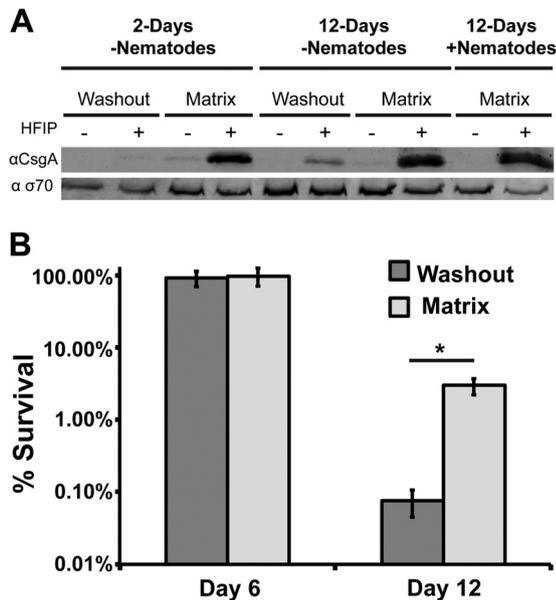 A
2-Days 12-Days 12-Days
-Nematodes -Nematodes +Nematodes
Washout Matrix Washout Matrix Matrix
HFIP - + - + - + - + - +
αCsgA
α σ70
B
100.00%
10.00%
1.00%
0.10%
0.01%
% Survival
Washout
Matrix
*
Day 6 Day 12